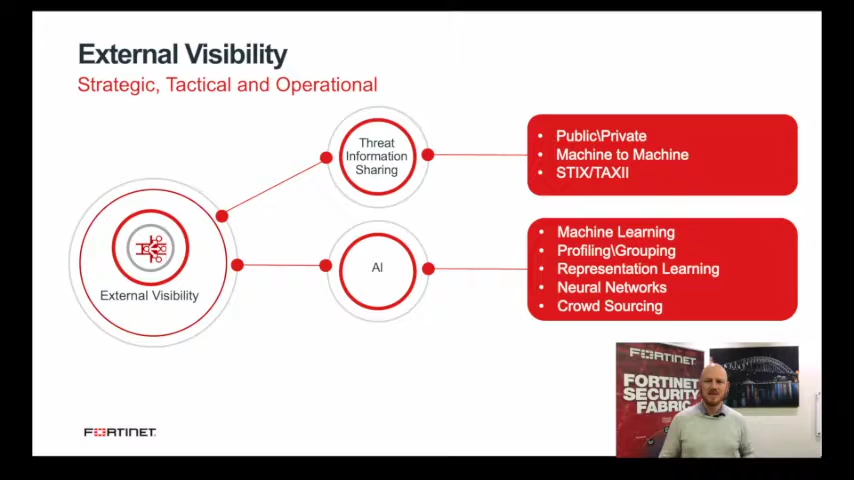 External Visibility
Strategic, Tactical and Operational
Threat
Information
Sharing
• Public\Private
• Machine to Machine
• STIX/TAXII
External Visibility
AI
• Machine Learning
• Profiling\Grouping
• Representation Learning
• Neural Networks
• Crowd Sourcing
FORTINET
FORTINET
FORTINET
SECURITY
FABRIC